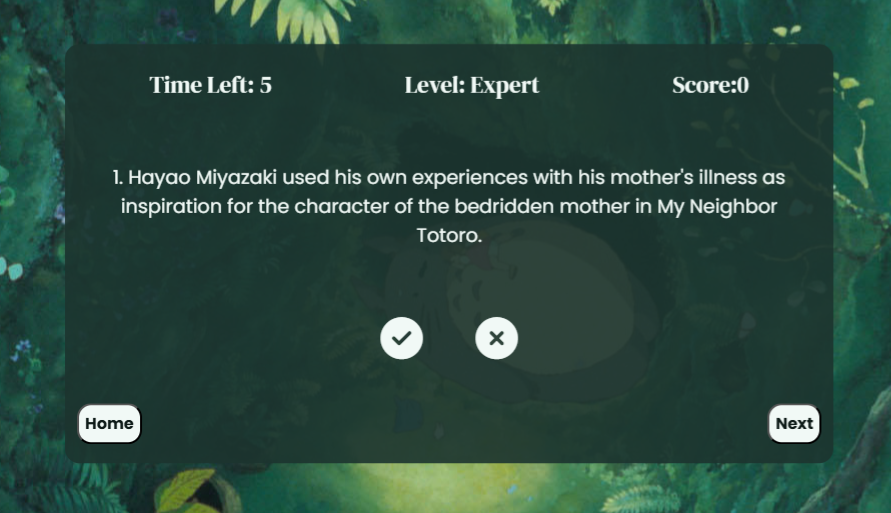 Time Left: 5 Level: Expert Score:0
1. Hayao Miyazaki used his own experiences with his mother's illness as
inspiration for the character of the bedridden mother in My Neighbor
Totoro.
Home Next